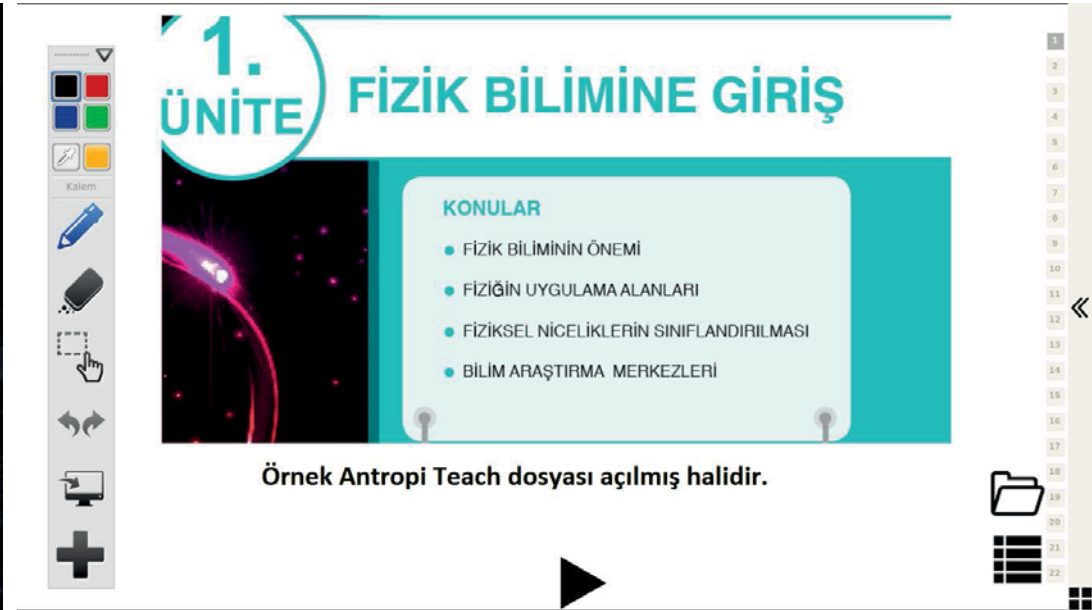 1.
ÜNİTE
FİZİK BİLİMİNE GİRİŞ
Kalem
KONULAR
FİZİK BİLİMİNİN ÖNEMİ
FİZİĞİN UYGULAMA ALANLARI
FİZİKSEL NİCELİKLERİN SINIFLANDIRILMASI
BİLİM ARAŞTIRMA MERKEZLERİ
Örnek Antropi Teach dosyası açılmış halidir.
1
2
3
4
5
6
7
8
9
10
11
12
13
14
15
16
17
18
19
20
21
22